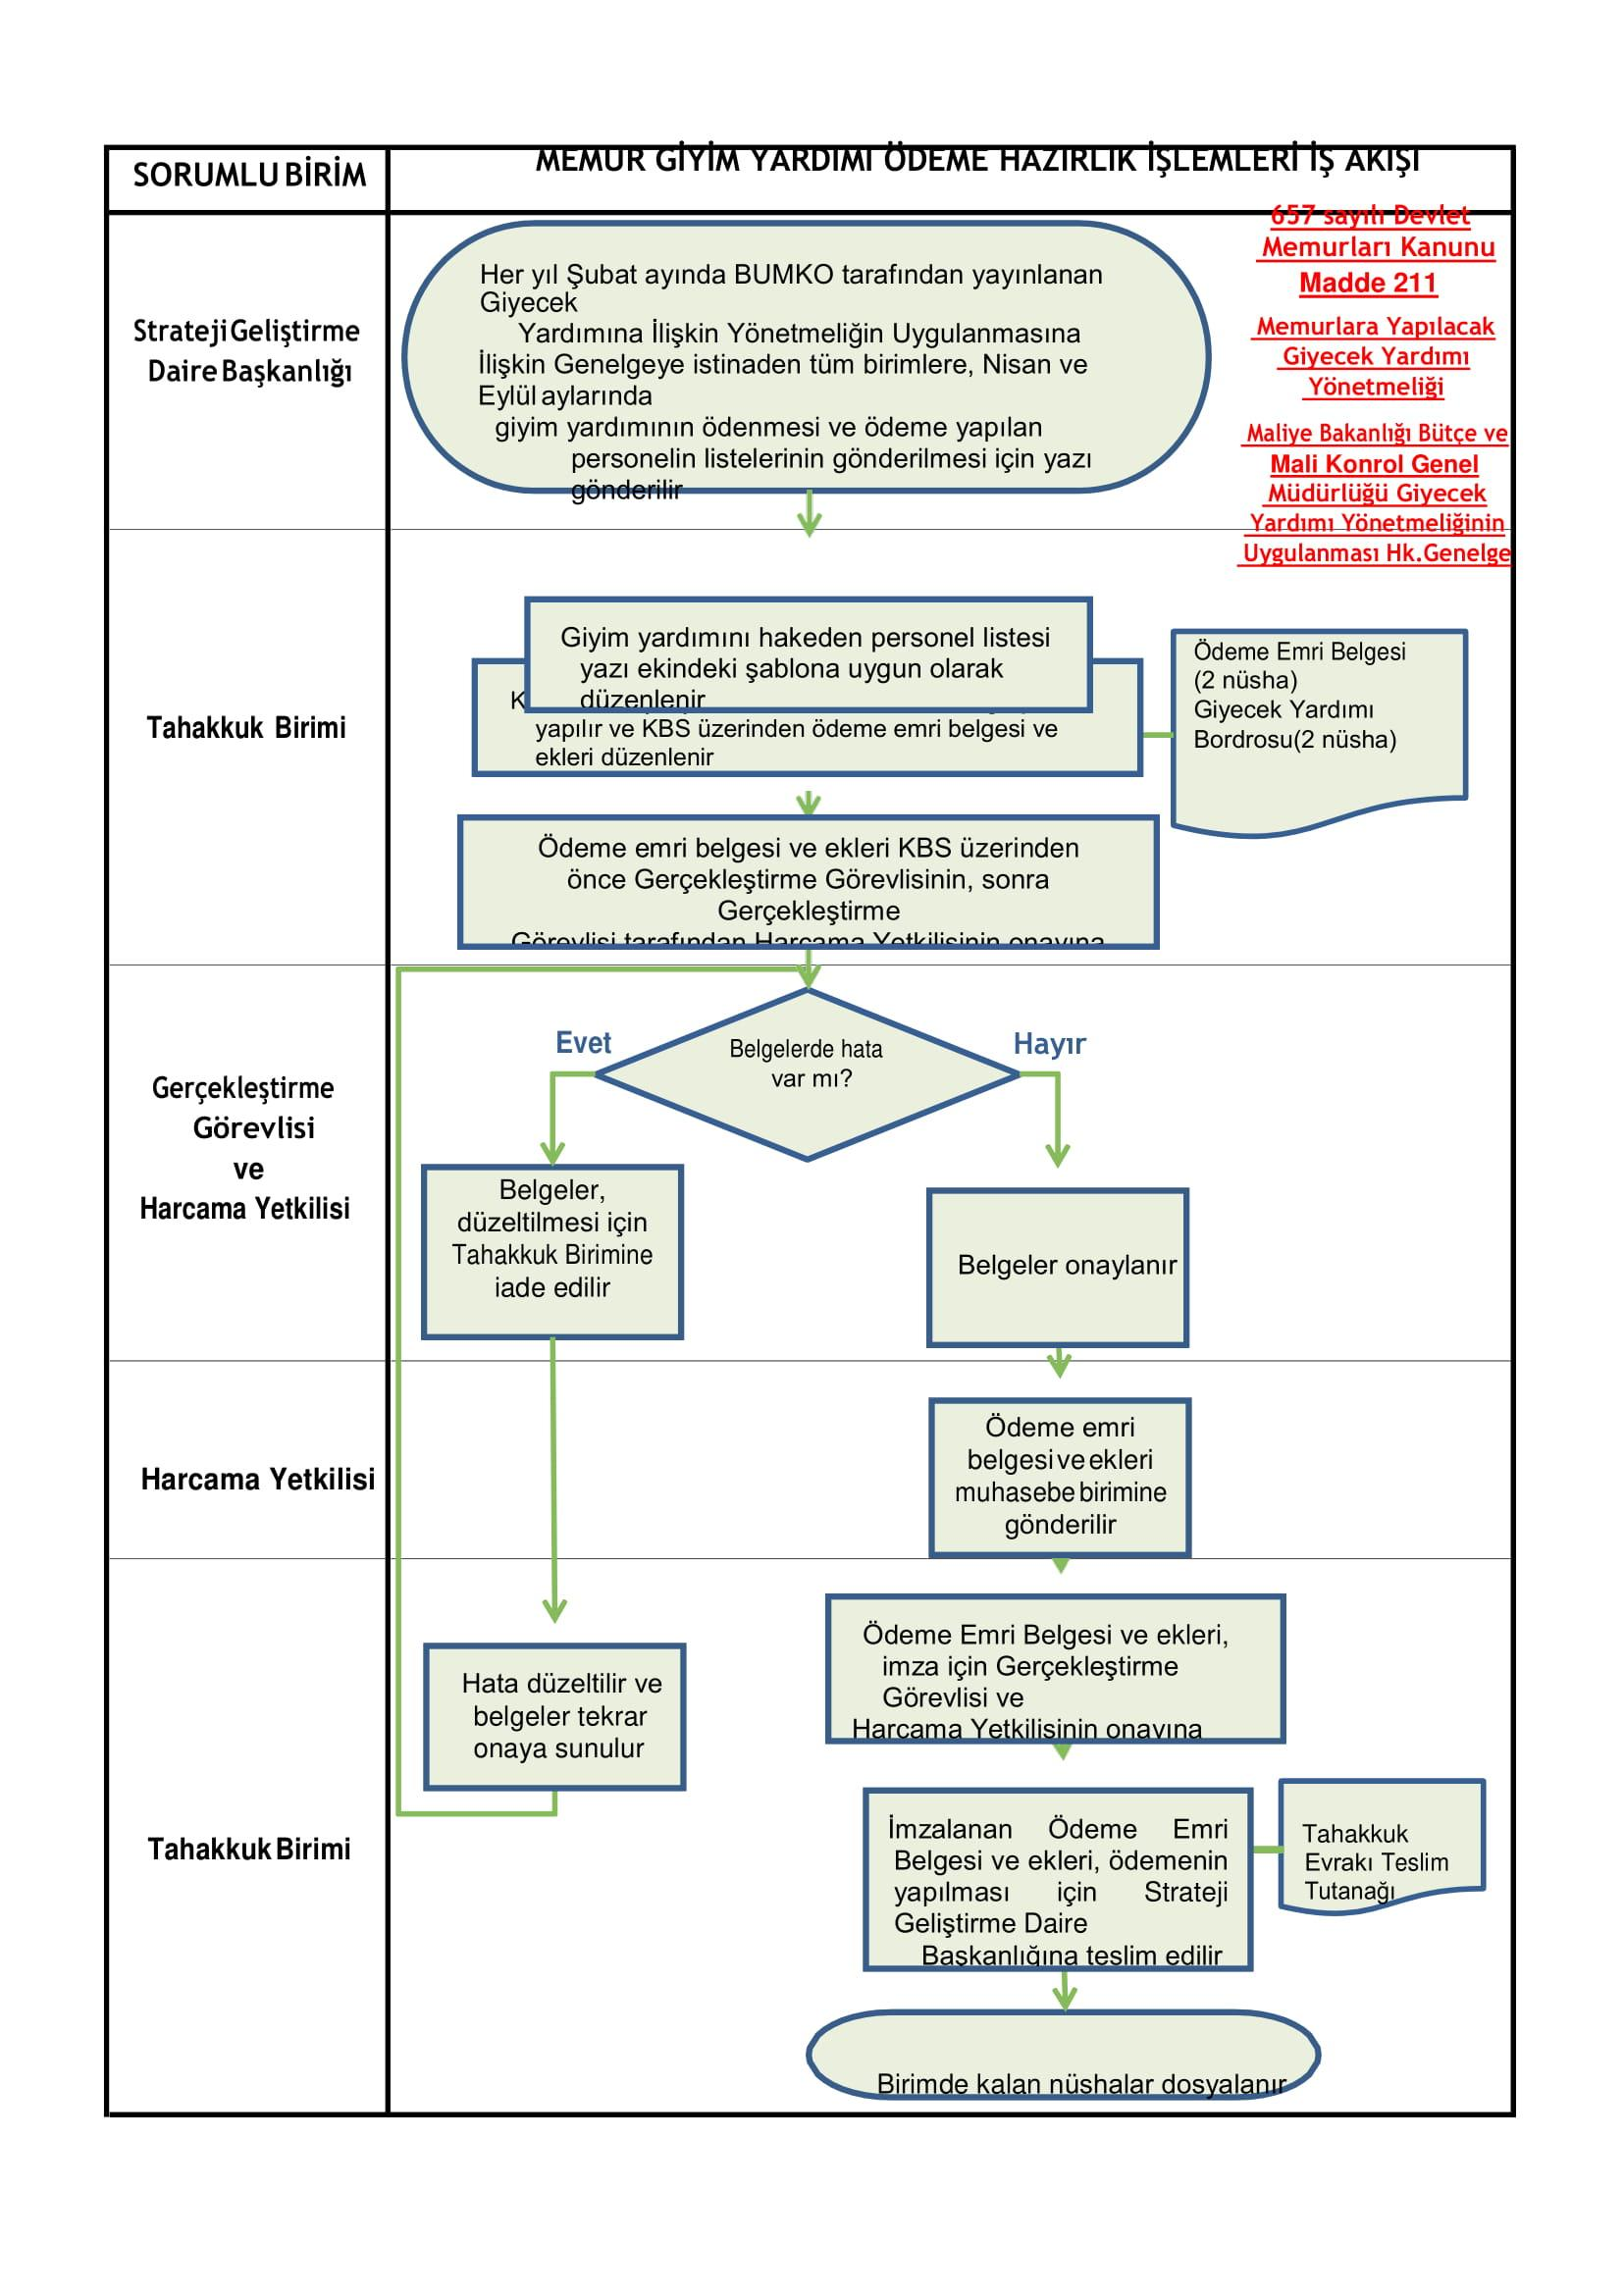 SORUMLU BİRİM
MEMUR GİYİM YARDIMI ÖDEME HAZIRLIK İŞLEMLERİ İŞ AKIŞI
657 sayılı Devlet
Memurları Kanunu
Madde 211
Memurlara Yapılacak
Giyecek Yardımı
Yönetmeliği
Maliye Bakanlığı Bütçe ve
Mali Konrol Genel
Müdürlüğü Giyecek
Yardımı Yönetmeliğinin
Uygulanması Hk.Genelge
Strateji Geliştirme
Daire Başkanlığı
Her yıl Şubat ayında BUMKO tarafından yayınlanan
Giyecek
Yardımına İlişkin Yönetmeliğin Uygulanmasına
İlişkin Genelgeye istinaden tüm birimlere, Nisan ve
Eylül aylarında
giyim yardımının ödenmesi ve ödeme yapılan
personelin listelerinin gönderilmesi için yazı
gönderilir
Tahakkuk Birimi
Giyim yardımını hakeden personel listesi
yazı ekindeki şablona uygun olarak
düzenlenir
yapılır ve KBS üzerinden ödeme emri belgesi ve
ekleri düzenlenir
Ödeme Emri Belgesi
(2 nüsha)
Giyecek Yardımı
Bordrosu(2 nüsha)
Ödeme emri belgesi ve ekleri KBS üzerinden
önce Gerçekleştirme Görevlisinin, sonra
Gerçekleştirme
Görevlisi tarafından Harcama Yetkilisinin onayına
Gerçekleştirme
Görevlisi
ve
Harcama Yetkilisi
Evet
Belgelerde hata
var mı?
Hayır
Belgeler,
düzeltilmesi için
Tahakkuk Birimine
iade edilir
Belgeler onaylanır
Harcama Yetkilisi
Ödeme emri
belgesi ve ekleri
muhasebe birimine
gönderilir
Tahakkuk Birimi
Hata düzeltilir ve
belgeler tekrar
onaya sunulur
Ödeme Emri Belgesi ve ekleri,
imza için Gerçekleştirme
Görevlisi ve
Harcama Yetkilisinin onayına
İmzalanan Ödeme Emri
Belgesi ve ekleri, ödemenin
yapılması için Strateji
Geliştirme Daire
Başkanlığına teslim edilir
Tahakkuk
Evrakı Teslim
Tutanağı
Birimde kalan nüshalar dosyalanır